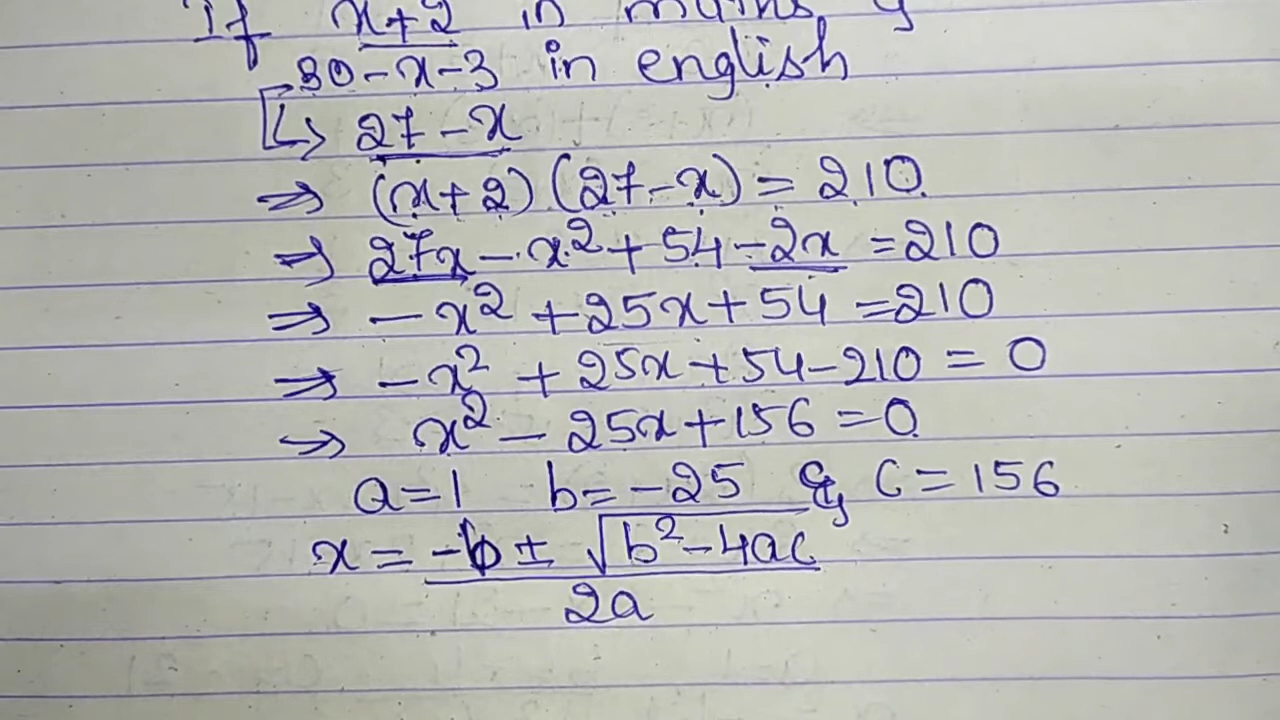 If x+2 in maths &
30-x-3 in english
↳ 27-x
⇒ (x+2) (27-x) = 210
⇒ 27x - x² + 54 - 2x = 210
⇒ -x² + 25x + 54 = 210
⇒ -x² + 25x + 54 - 210 = 0
⇒ x² - 25x + 156 = 0
a = 1 b = -25 & c = 156
x = -b ± √b² - 4ac
2a